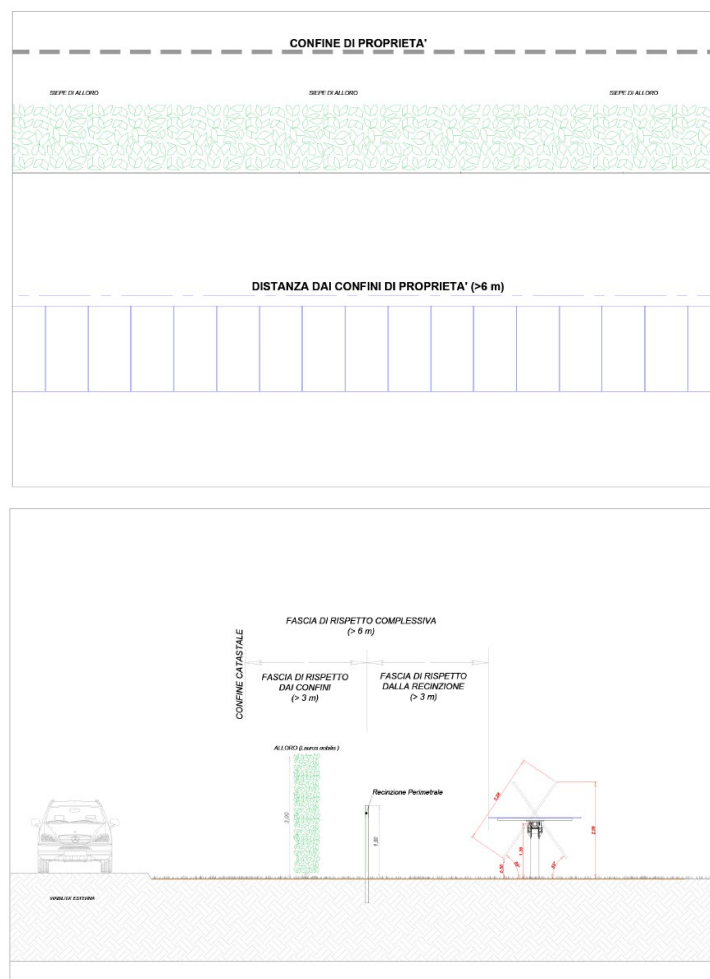 CONFINE DI PROPRIETA'
SIEPE DI ALLORO
SIEPE DI ALLORO
SIEPE DI ALLORO
DISTANZA DAI CONFINI DI PROPRIETA' (>6 m)
FASCIA DI RISPETTO COMPLESSIVA
(> 6 m)
CONFINE CATASTALE
FASCIA DI RISPETTO
DAI CONFINI
(> 3 m)
FASCIA DI RISPETTO
DALLA RECINZIONE
(> 3 m)
ALLORO (Laurus nobilis)
Recinzione Perimetrale
3,00
VIABILITA' ESTERNA